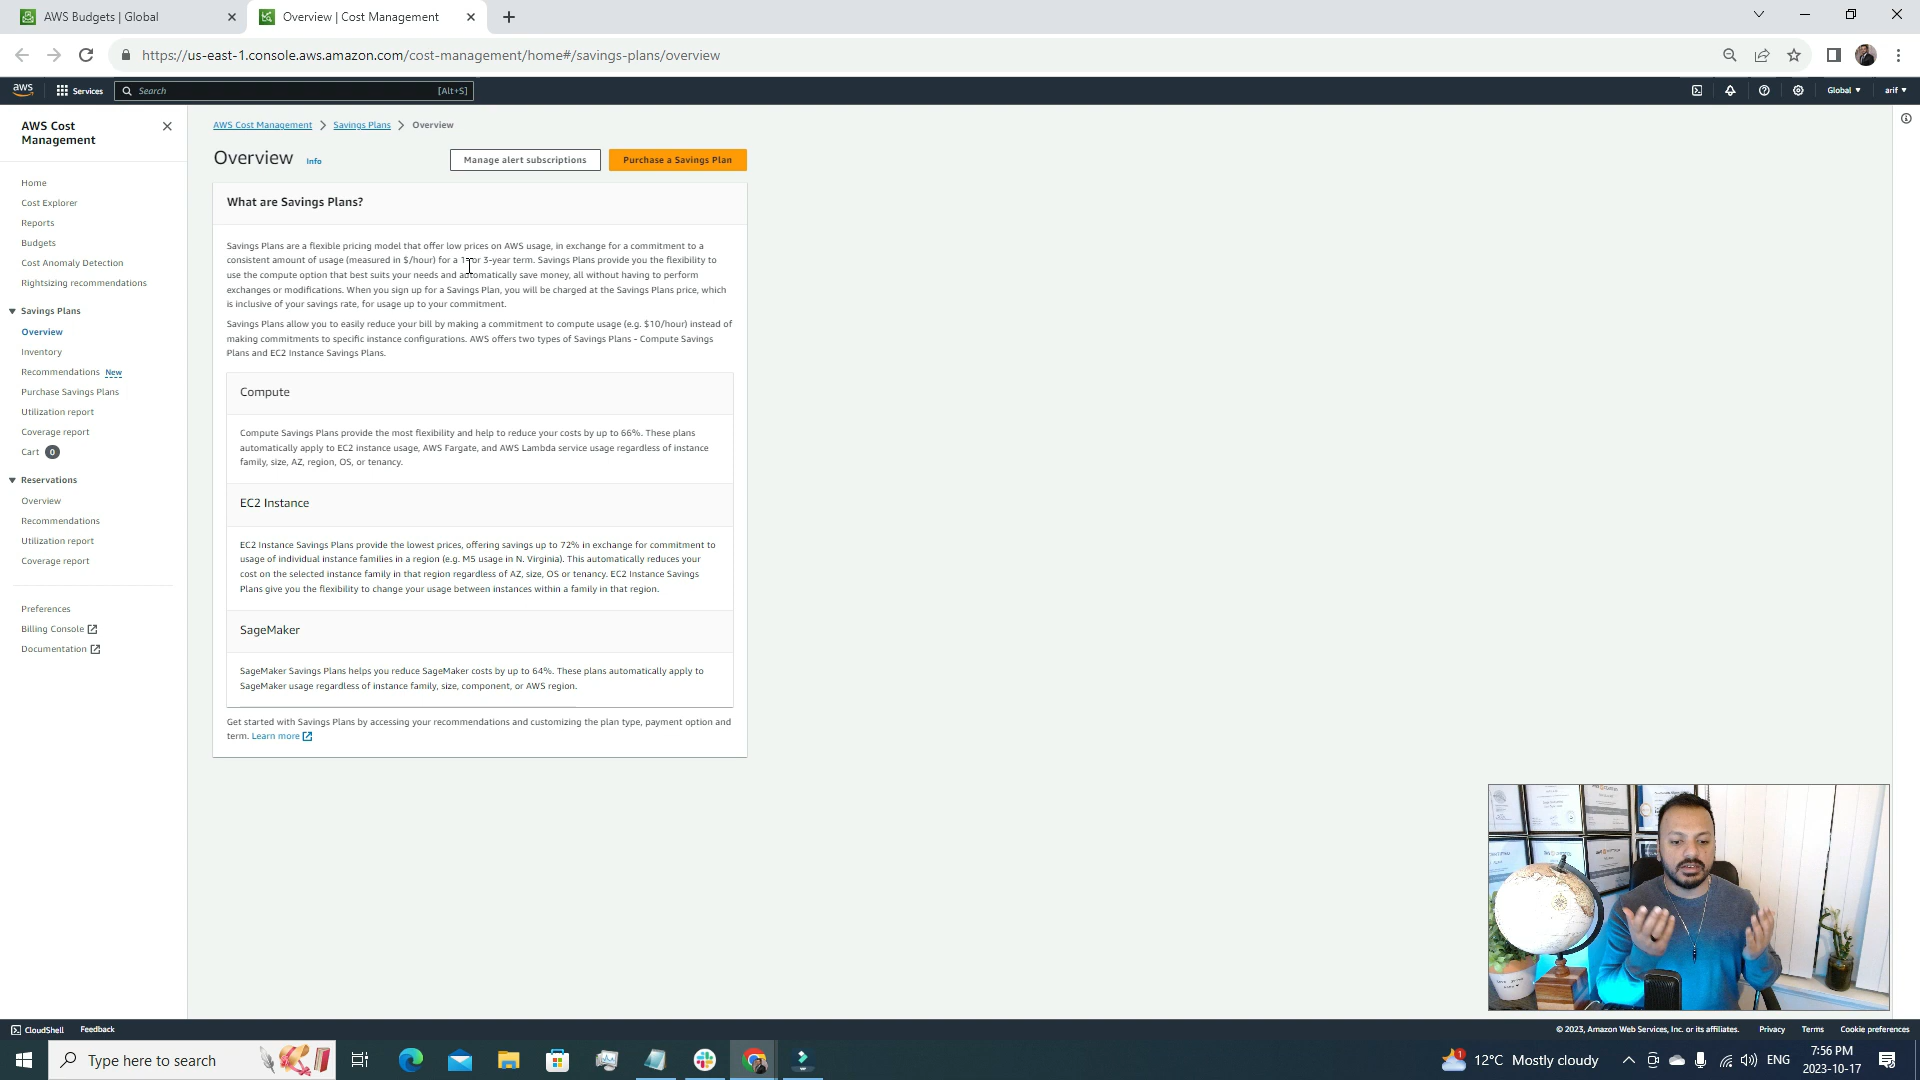 AWS Budgets | Global
Overview | Cost Management
https://us-east-1.console.aws.amazon.com/cost-management/home#/savings-plans/overview
aws
Services
Search
[Alt+S]
Global
arif
AWS Cost
Management
Home
Cost Explorer
Reports
Budgets
Cost Anomaly Detection
Rightsizing recommendations
Savings Plans
Overview
Inventory
Recommendations New
Purchase Savings Plans
Utilization report
Coverage report
Cart 0
Reservations
Overview
Recommendations
Utilization report
Coverage report
Preferences
Billing Console
Documentation
AWS Cost Management > Savings Plans > Overview
Overview Info
Manage alert subscriptions
Purchase a Savings Plan
What are Savings Plans?
Savings Plans are a flexible pricing model that offer low prices on AWS usage, in exchange for a commitment to a
consistent amount of usage (measured in $/hour) for a 1- or 3-year term. Savings Plans provide you the flexibility to
use the compute option that best suits your needs and automatically save money, all without having to perform
exchanges or modifications. When you sign up for a Savings Plan, you will be charged at the Savings Plans price, which
is inclusive of your savings rate, for usage up to your commitment.
Savings Plans allow you to easily reduce your bill by making a commitment to compute usage (e.g. $10/hour) instead of
making commitments to specific instance configurations. AWS offers two types of Savings Plans - Compute Savings
Plans and EC2 Instance Savings Plans.
Compute
Compute Savings Plans provide the most flexibility and help to reduce your costs by up to 66%. These plans
automatically apply to EC2 instance usage, AWS Fargate, and AWS Lambda service usage regardless of instance
family, size, AZ, region, OS, or tenancy.
EC2 Instance
EC2 Instance Savings Plans provide the lowest prices, offering savings up to 72% in exchange for commitment to
usage of individual instance families in a region (e.g. M5 usage in N. Virginia). This automatically reduces your
cost on the selected instance family in that region regardless of AZ, size, OS or tenancy. EC2 Instance Savings
Plans give you the flexibility to change your usage between instances within a family in that region.
SageMaker
SageMaker Savings Plans helps you reduce SageMaker costs by up to 64%. These plans automatically apply to
SageMaker usage regardless of instance family, size, component, or AWS region.
Get started with Savings Plans by accessing your recommendations and customizing the plan type, payment option and
term. Learn more
CloudShell
Feedback
© 2023, Amazon Web Services, Inc. or its affiliates.
Privacy
Terms
Cookie preferences
Type here to search
1
12°C Mostly cloudy
ENG
7:56 PM
2023-10-17